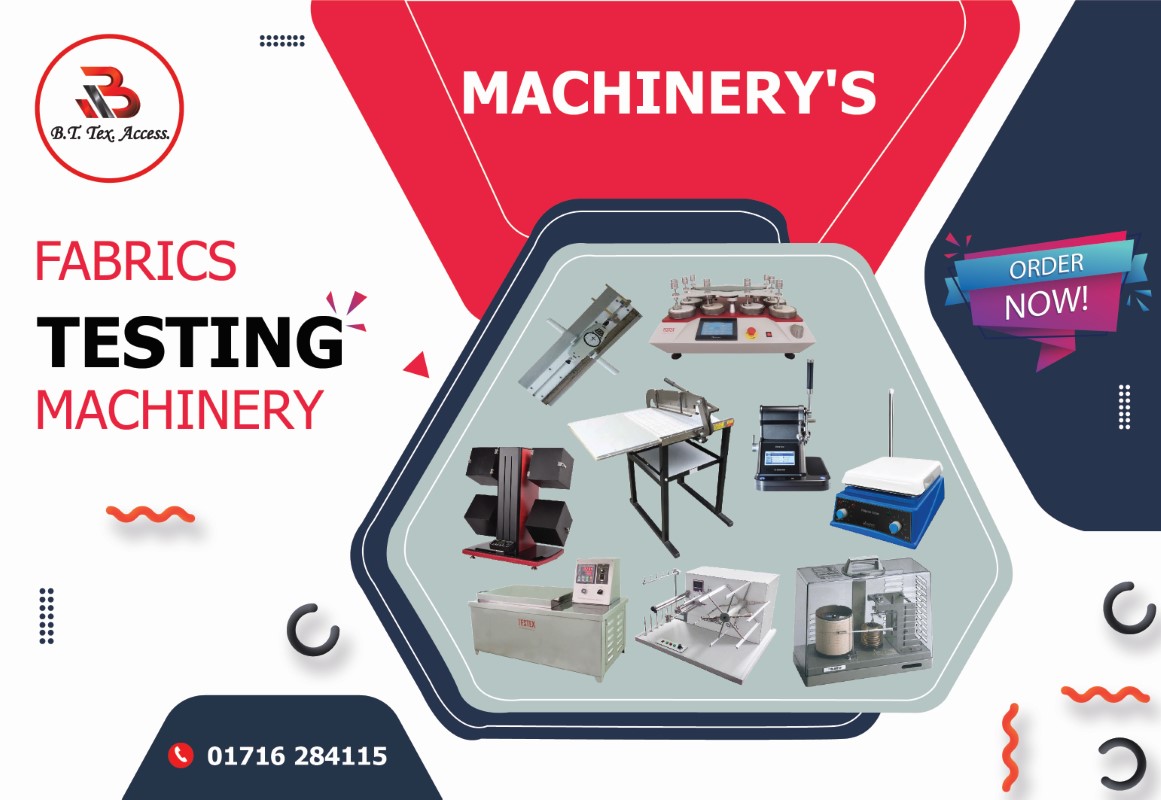 B.T. Tex. Access.
MACHINERY'S
FABRICS
TESTING
MACHINERY
ORDER
NOW!
01716 284115